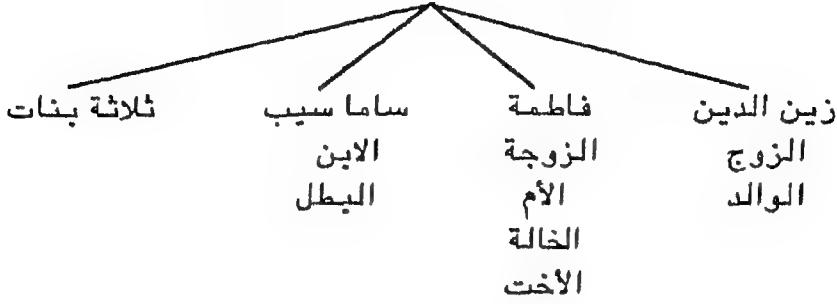 زين الدين فاطمة ساما سيب ثلاثة بنات
الزوج الزوجة الابن
الوالد الأم البطل
الخالة
الأخت